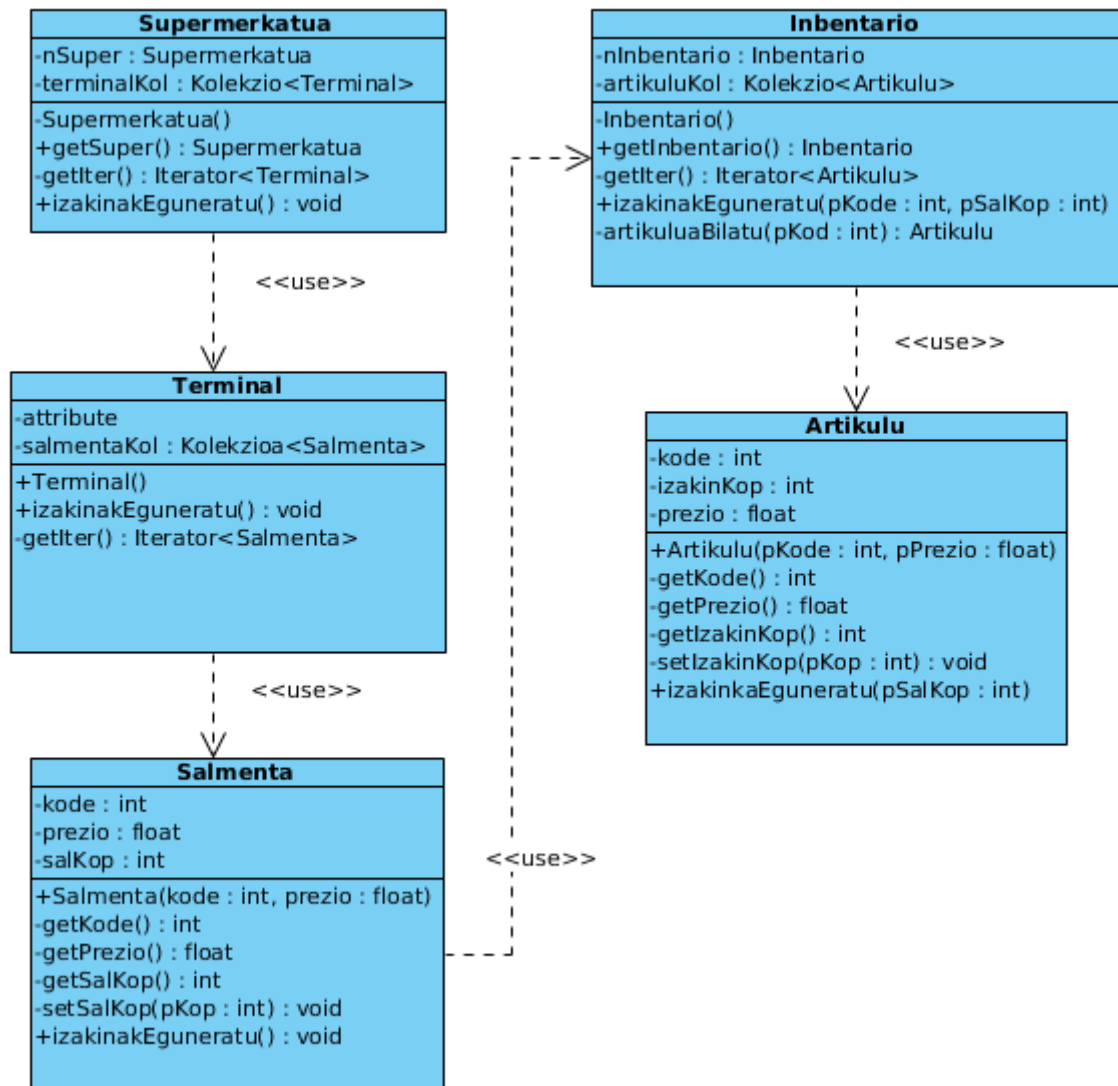 Supermerkatua
-nSuper : Supermerkatua
-terminalKol : Kolekzio<Terminal>
-Supermerkatua()
+getSuper() : Supermerkatua
-getIter() : Iterator<Terminal>
+izakinakEguneratu() : void
<<use>>
Terminal
-attribute
-salmentaKol : Kolekzioa<Salmenta>
+Terminal()
+izakinakEguneratu() : void
-getIter() : Iterator<Salmenta>
<<use>>
Salmenta
-kode : int
-prezio : float
-salKop : int
+Salmenta(kode : int, prezio : float)
-getKode() : int
-getPrezio() : float
-getSalKop() : int
-setSalKop(pKop : int) : void
+izakinakEguneratu() : void
<<use>>
Inbentario
-nInbentario : Inbentario
-artikuluKol : Kolekzio<Artikulu>
-Inbentario()
+getInbentario() : Inbentario
-getIter() : Iterator<Artikulu>
+izakinakEguneratu(pKode : int, pSalKop : int)
-artikuluaBilatu(pKod : int) : Artikulu
<<use>>
Artikulu
-kode : int
-izakinKop : int
-prezio : float
+Artikulu(pKode : int, pPrezio : float)
-getKode() : int
-getPrezio() : float
-getIzakinKop() : int
-setIzakinKop(pKop : int) : void
+izakinkaEguneratu(pSalKop : int)